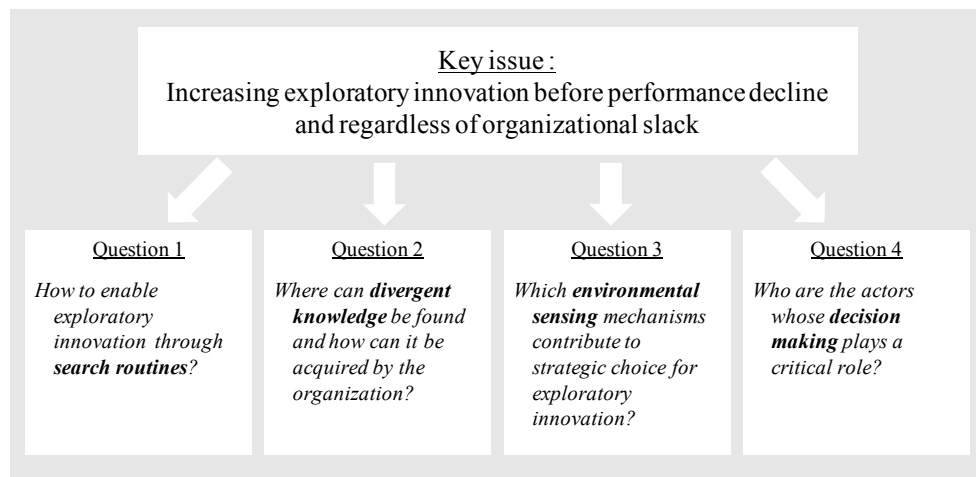 Key issue :
Increasing exploratory innovation before performance decline
and regardless of organizational slack
Question 1
How to enable
exploratory
innovation through
search routines?
Question 2
Where can divergent
knowledge be found
and how can it be
acquired by the
organization?
Question 3
Which environmental
sensing mechanisms
contribute to
strategic choice for
exploratory
innovation?
Question 4
Who are the actors
whose decision
making plays a
critical role?